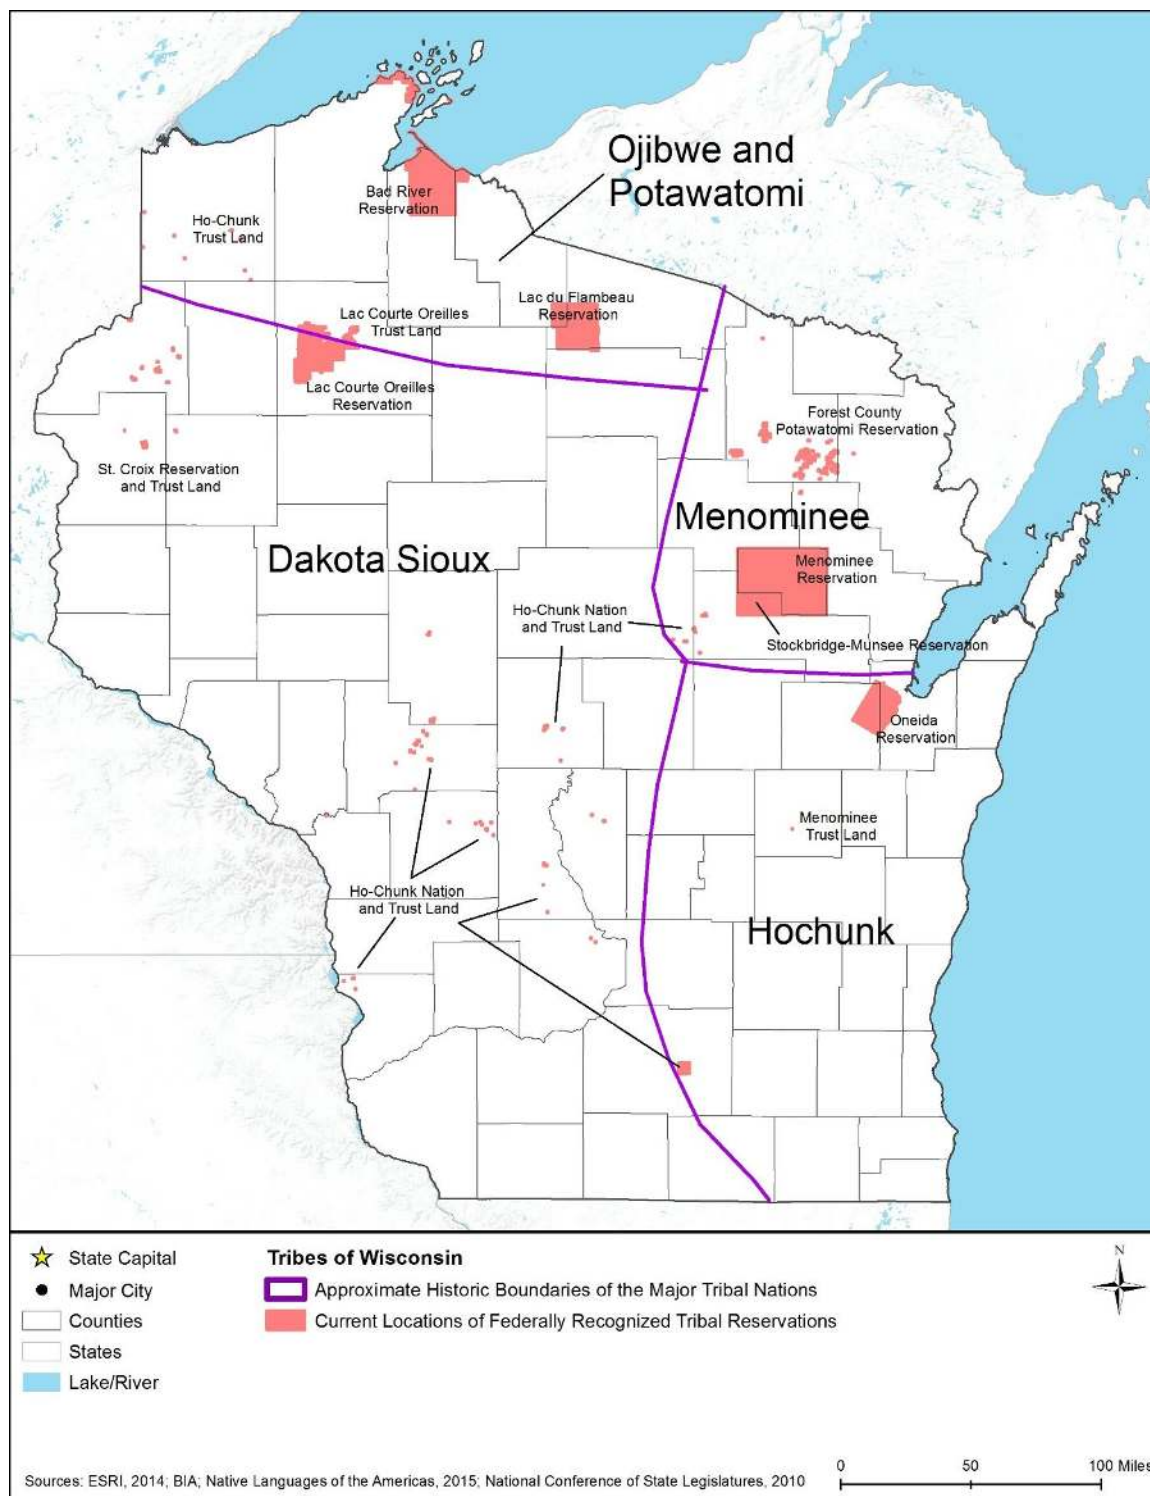 Ojibwe and
Potawatomi
Bad River
Reservation
Ho-Chunk
Trust Land
Lac du Flambeau
Reservation
Lac Courte Oreilles
Trust Land
Lac Courte Oreilles
Reservation
Forest County
Potawatomi Reservation
St. Croix Reservation
and Trust Land
Menominee
Dakota Sioux
Menominee
Reservation
Ho-Chunk Nation
and Trust Land
Stockbridge-Munsee Reservation
Oneida
Reservation
Menominee
Trust Land
Ho-Chunk Nation
and Trust Land
Hochunk
State Capital
Major City
Counties
States
Lake/River
Tribes of Wisconsin
Approximate Historic Boundaries of the Major Tribal Nations
Current Locations of Federally Recognized Tribal Reservations
N
Sources: ESRI, 2014; BIA; Native Languages of the Americas, 2015; National Conference of State Legislatures, 2010
0 50 100 Miles